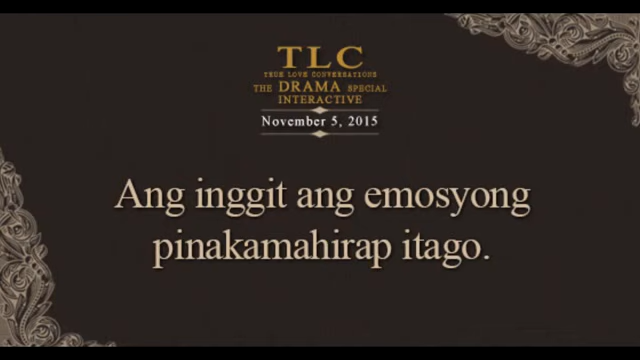 TLC
TRUE LOVE CONVERSATIONS
THE DRAMA SPECIAL
INTERACTIVE
November 5, 2015
Ang inggit ang emosyong
pinakamahirap itago.